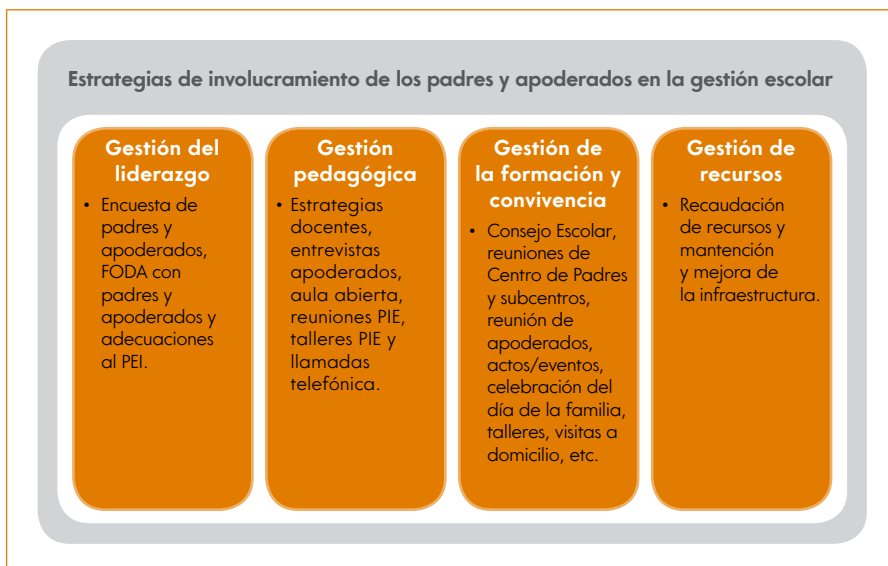 Estrategias de involucramiento de los padres y apoderados en la gestión escolar
Gestión del
liderazgo
• Encuesta de
padres y
apoderados,
FODA con
padres y
apoderados y
adecuaciones
al PEI.
Gestión
pedagógica
• Estrategias
docentes,
entrevistas
apoderados,
aula abierta,
reuniones PIE,
talleres PIE y
llamadas
telefónica.
Gestión de
la formación y
convivencia
• Consejo Escolar,
reuniones de
Centro de Padres
y subcentros,
reunión de
apoderados,
actos/eventos,
celebración del
día de la familia,
talleres, visitas a
domicilio, etc.
Gestión de
recursos
• Recaudación
de recursos y
mantención
y mejora de
la infraestructura.